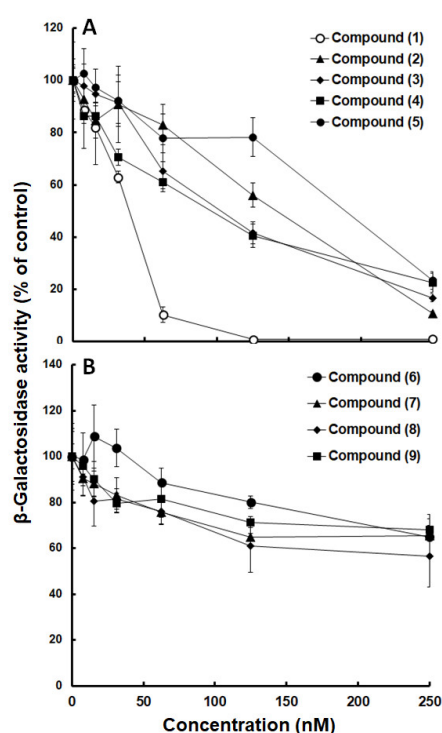 A
Compound (1)
Compound (2)
Compound (3)
Compound (4)
Compound (5)
120
100
80
60
40
20
0
β-Galactosidase activity (% of control)
B
Compound (6)
Compound (7)
Compound (8)
Compound (9)
140
120
100
80
60
40
20
0
0 50 100 150 200 250
Concentration (nM)